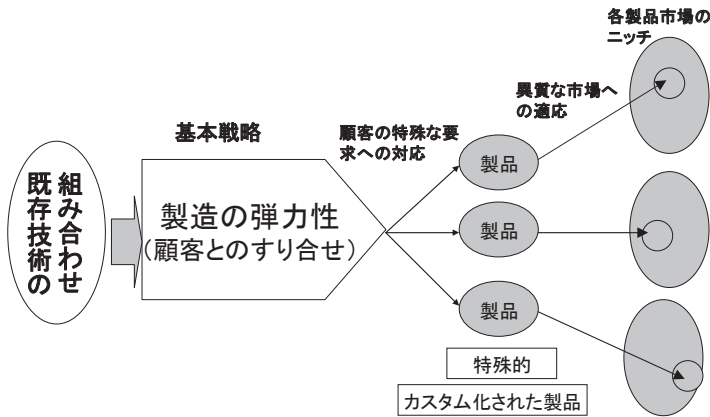 各製品市場の
ニッチ
異質な市場へ
の適応
基本戦略
顧客の特殊な要
求への対応
組み合わせ
既存技術の
製造の弾力性
(顧客とのすり合せ)
製品
製品
製品
特殊的
カスタム化された製品